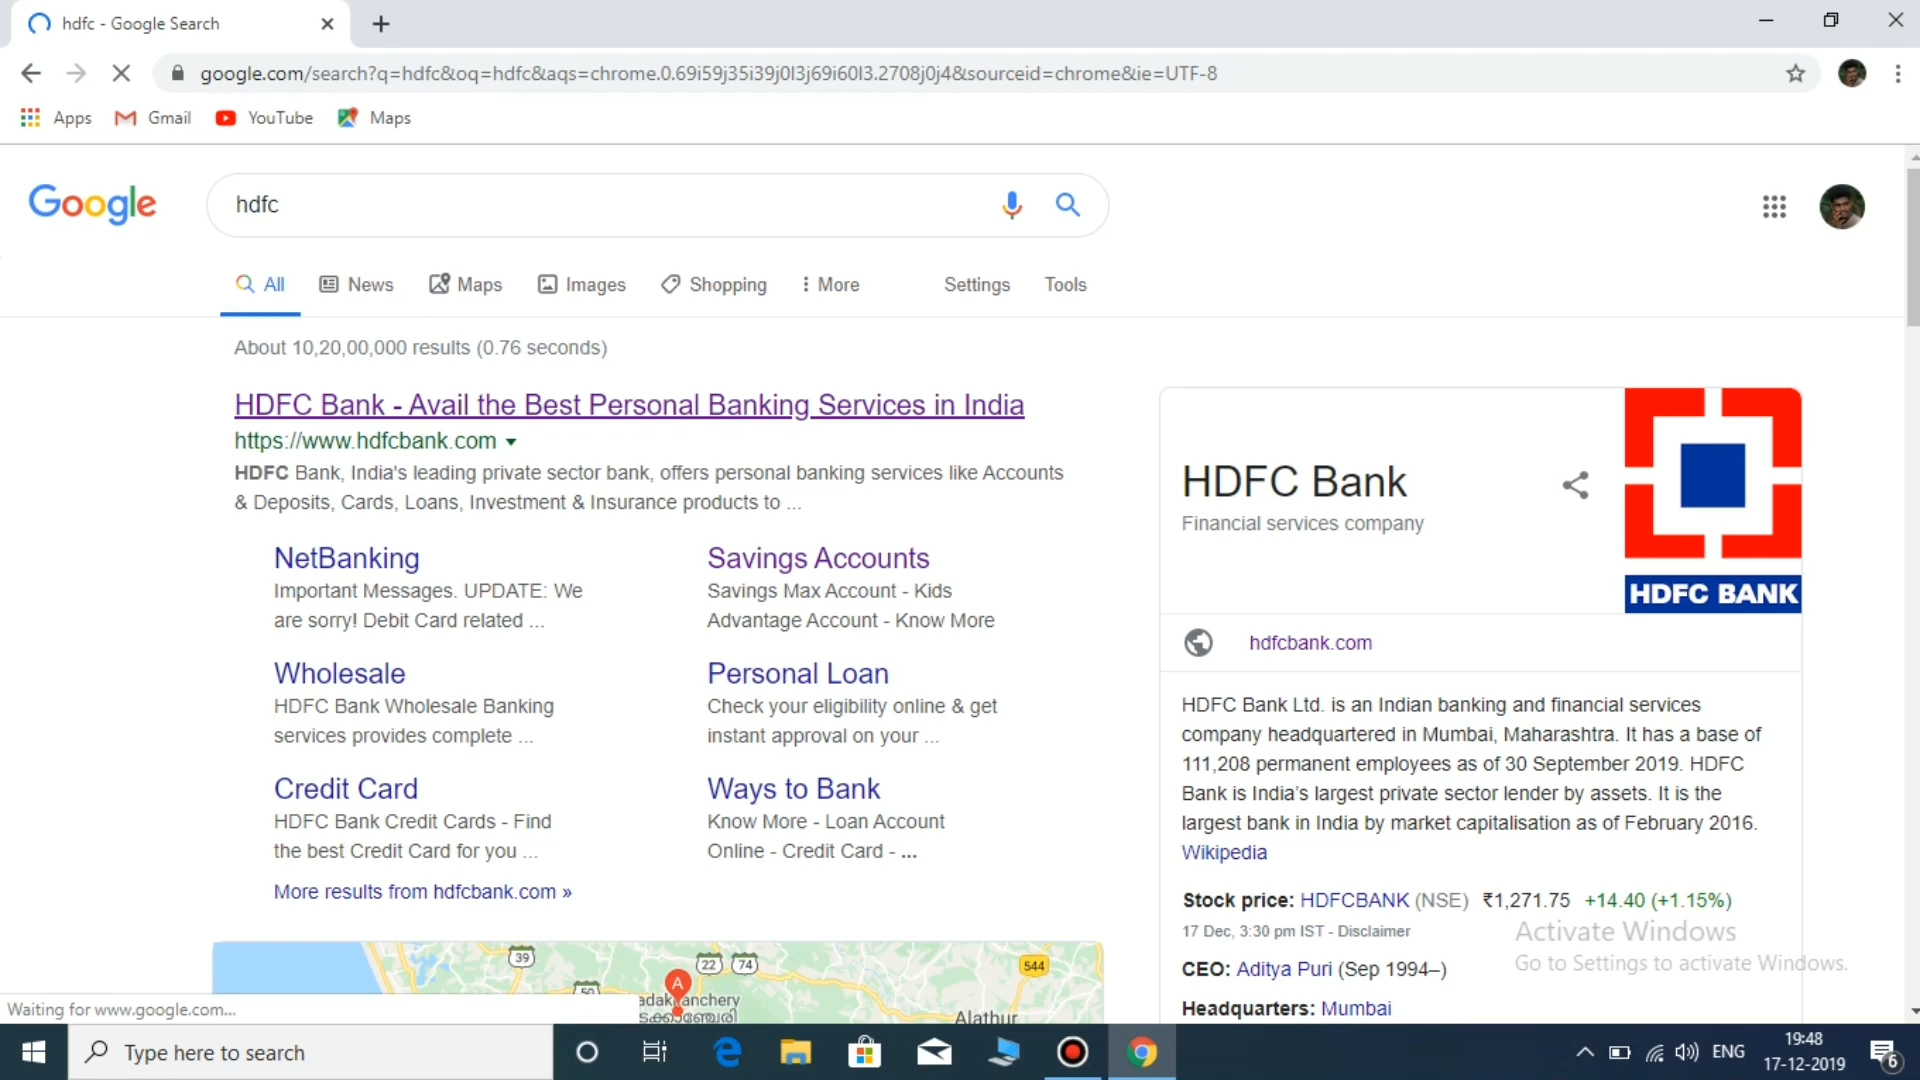 hdfc - Google Search
google.com/search?q=hdfc&oq=hdfc&aqs=chrome.0.69i59j35i39j0l3j69i60l3.2708j0j4&sourceid=chrome&ie=UTF-8
Apps Gmail YouTube Maps
Google hdfc
All News Maps Images Shopping More Settings Tools
About 10,20,00,000 results (0.76 seconds)
HDFC Bank - Avail the Best Personal Banking Services in India
https://www.hdfcbank.com
HDFC Bank, India's leading private sector bank, offers personal banking services like Accounts
& Deposits, Cards, Loans, Investment & Insurance products to ...
NetBanking
Important Messages. UPDATE: We
are sorry! Debit Card related ...
Savings Accounts
Savings Max Account - Kids
Advantage Account - Know More
Wholesale
HDFC Bank Wholesale Banking
services provides complete ...
Personal Loan
Check your eligibility online & get
instant approval on your ...
Credit Card
HDFC Bank Credit Cards - Find
the best Credit Card for you ...
Ways to Bank
Know More - Loan Account
Online - Credit Card - ...
More results from hdfcbank.com »
39
22 74
544
A
Alathur
HDFC Bank
Financial services company
HDFC BANK
hdfcbank.com
HDFC Bank Ltd. is an Indian banking and financial services
company headquartered in Mumbai, Maharashtra. It has a base of
111,208 permanent employees as of 30 September 2019. HDFC
Bank is India's largest private sector lender by assets. It is the
largest bank in India by market capitalisation as of February 2016.
Wikipedia
Stock price: HDFCBANK (NSE) ₹1,271.75 +14.40 (+1.15%)
17 Dec, 3:30 pm IST - Disclaimer
CEO: Aditya Puri (Sep 1994–)
Headquarters: Mumbai
Activate Windows
Go to Settings to activate Windows.
Waiting for www.google.com...
Type here to search
ENG
19:48
17-12-2019
6